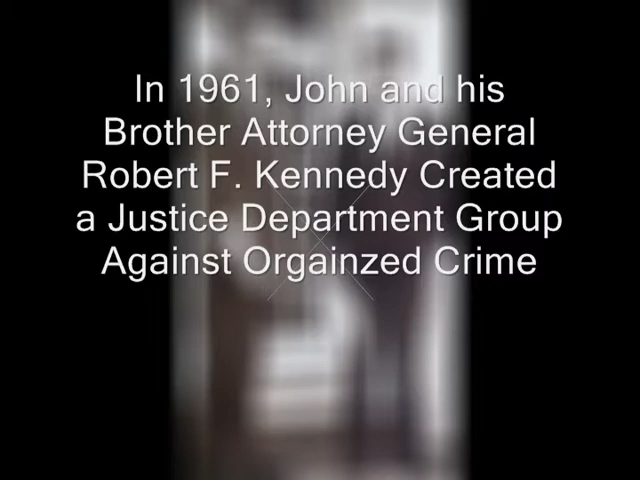 In 1961, John and his
Brother Attorney General
Robert F. Kennedy Created
a Justice Department Group
Against Orgainzed Crime